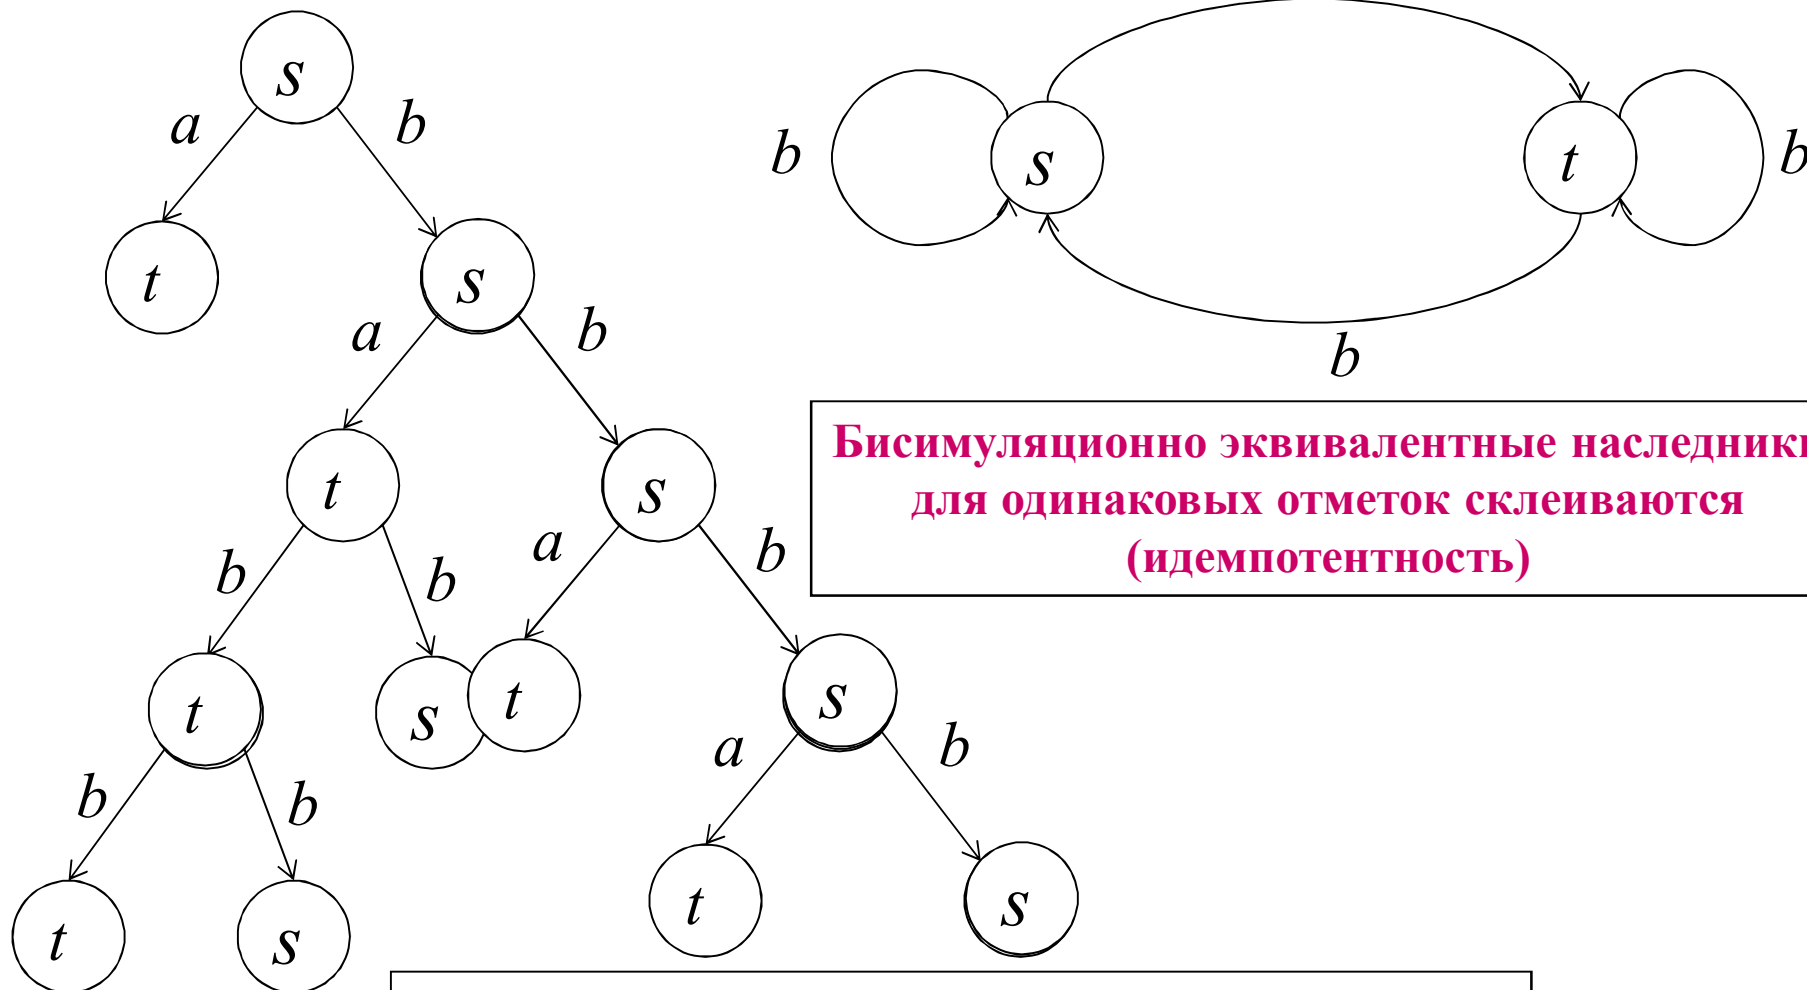 s
a b
b s t b
t s
a b
b
t s
Бисимуляционно эквивалентные наследники
для одинаковых отметок склеиваются
(идемпотентность)
a b
b b
t s t s
a b
b b
t s
t s